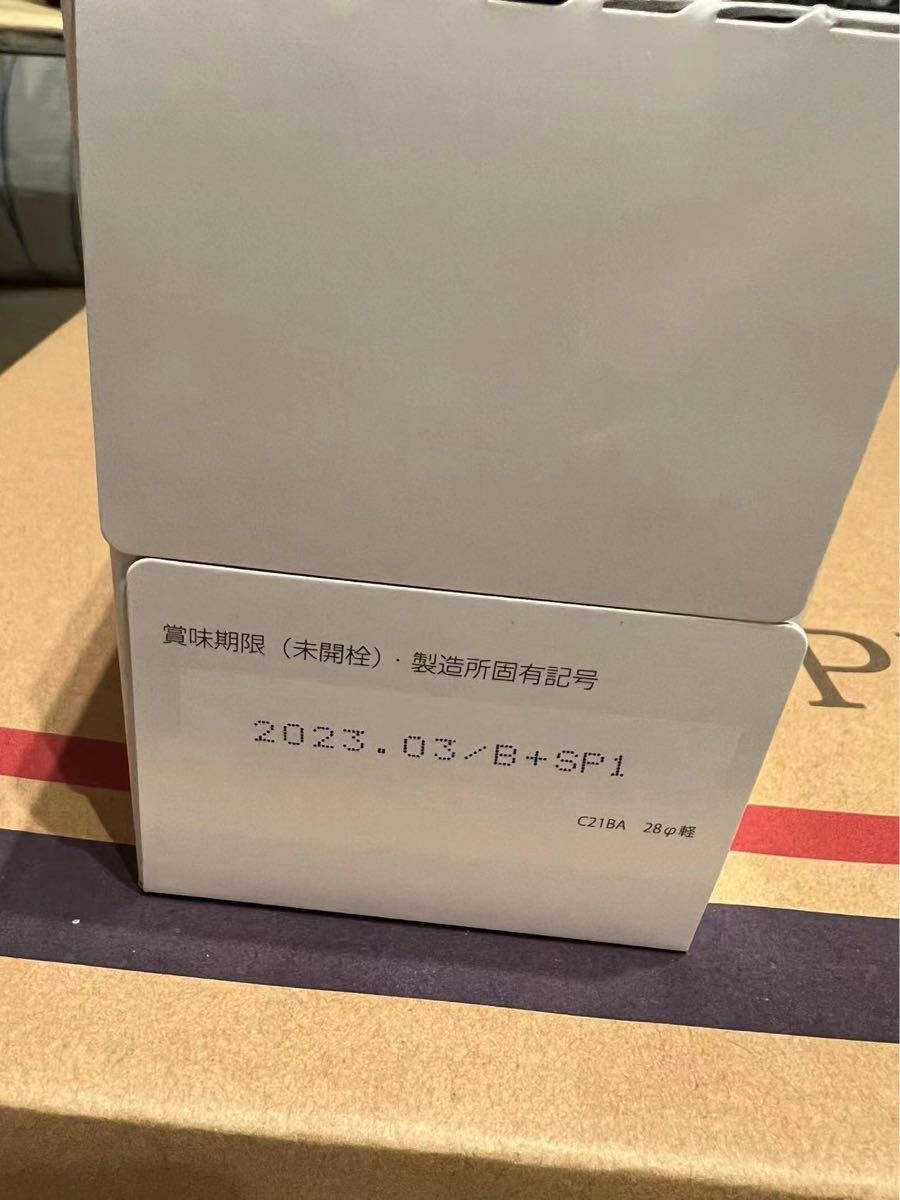 賞味期限（未開栓）・製造所固有記号
2023.03/B+SP1
C21BA 28φ軽
P